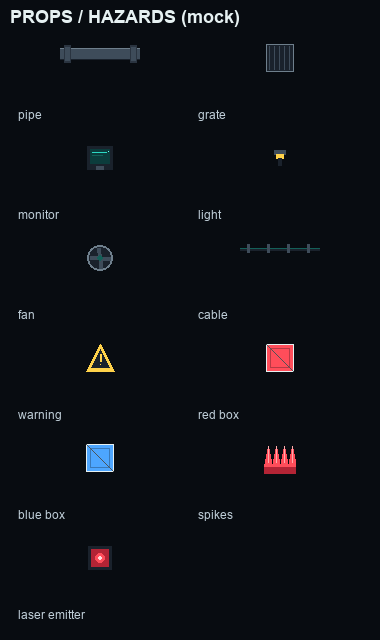 PROPS / HAZARDS (mock)
pipe
grate
monitor
light
fan
cable
warning
red box
blue box
spikes
laser emitter